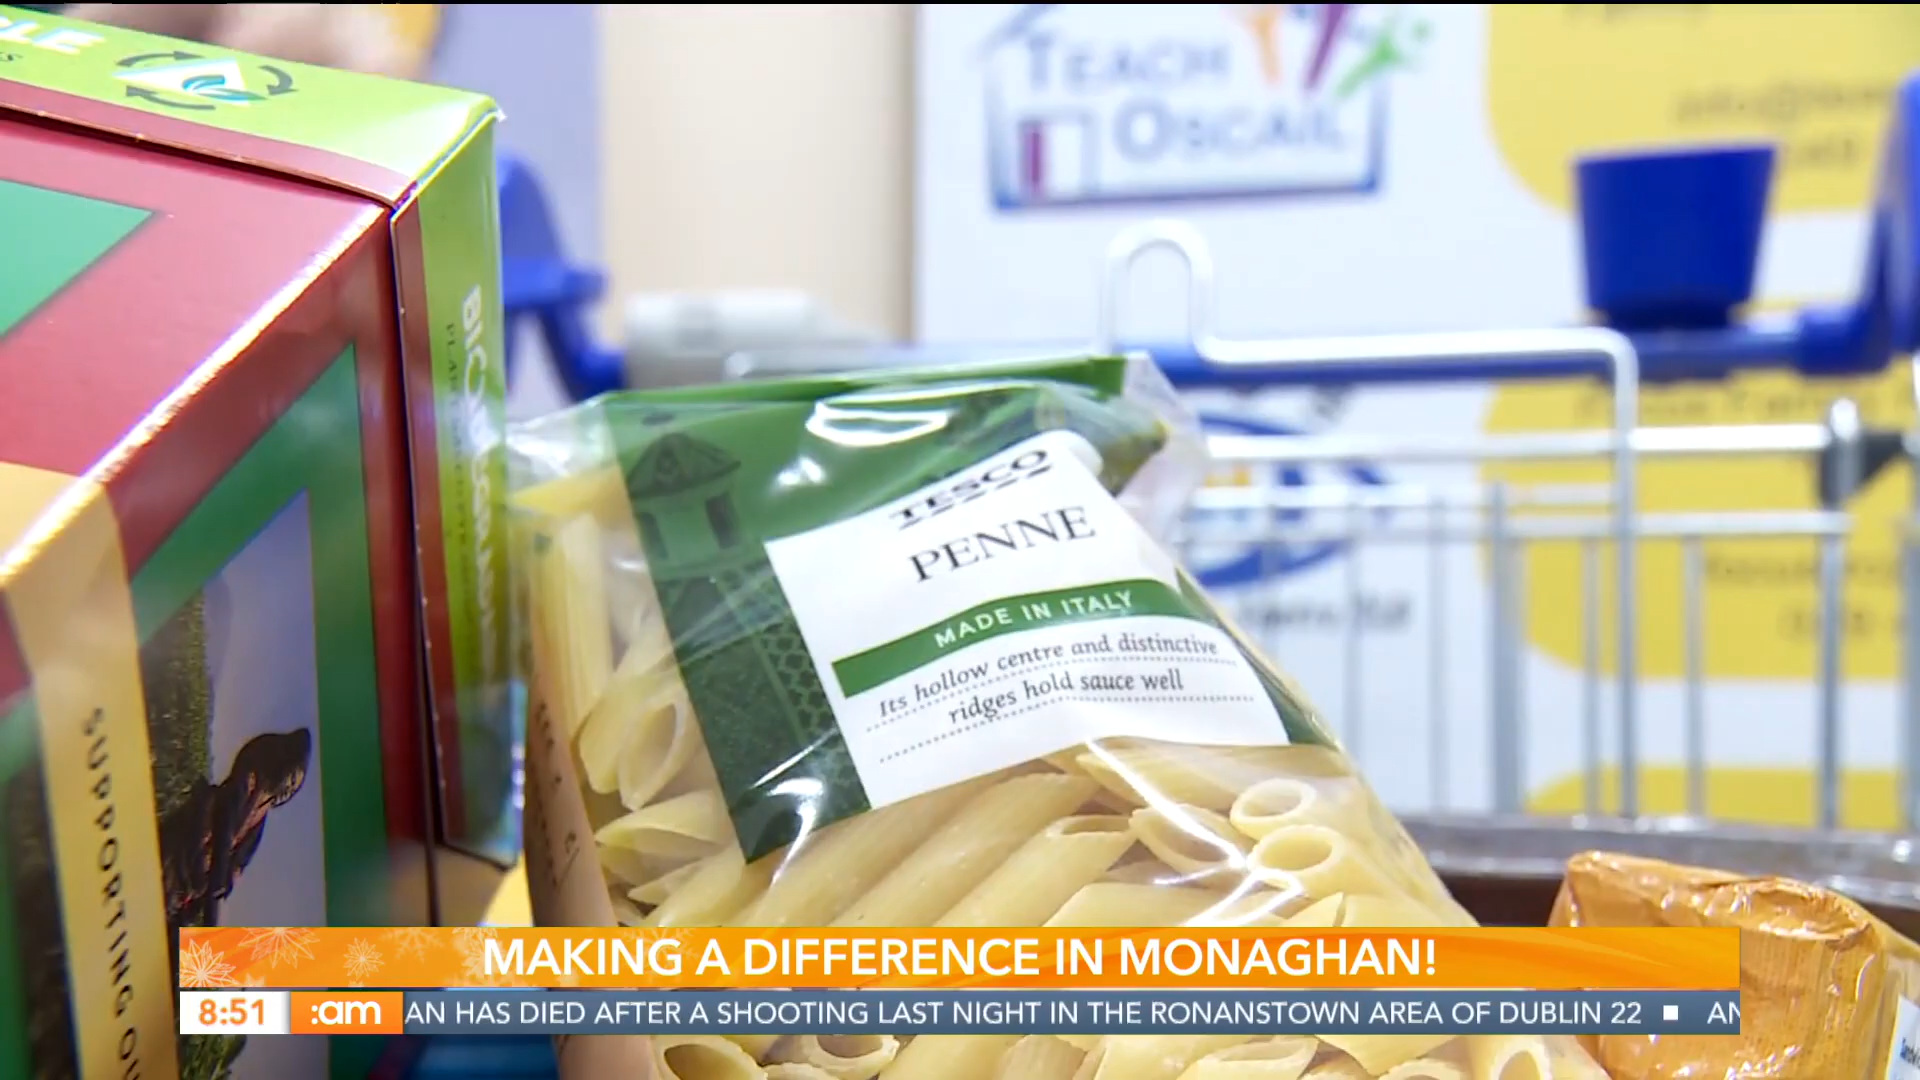 TEACH
OSCAIL
TESCO
PENNE
MADE IN ITALY
Its hollow centre and distinctive
ridges hold sauce well
SUPPORTING OU
MAKING A DIFFERENCE IN MONAGHAN!
8:51 :am AN HAS DIED AFTER A SHOOTING LAST NIGHT IN THE RONANSTOWN AREA OF DUBLIN 22 ■ AN